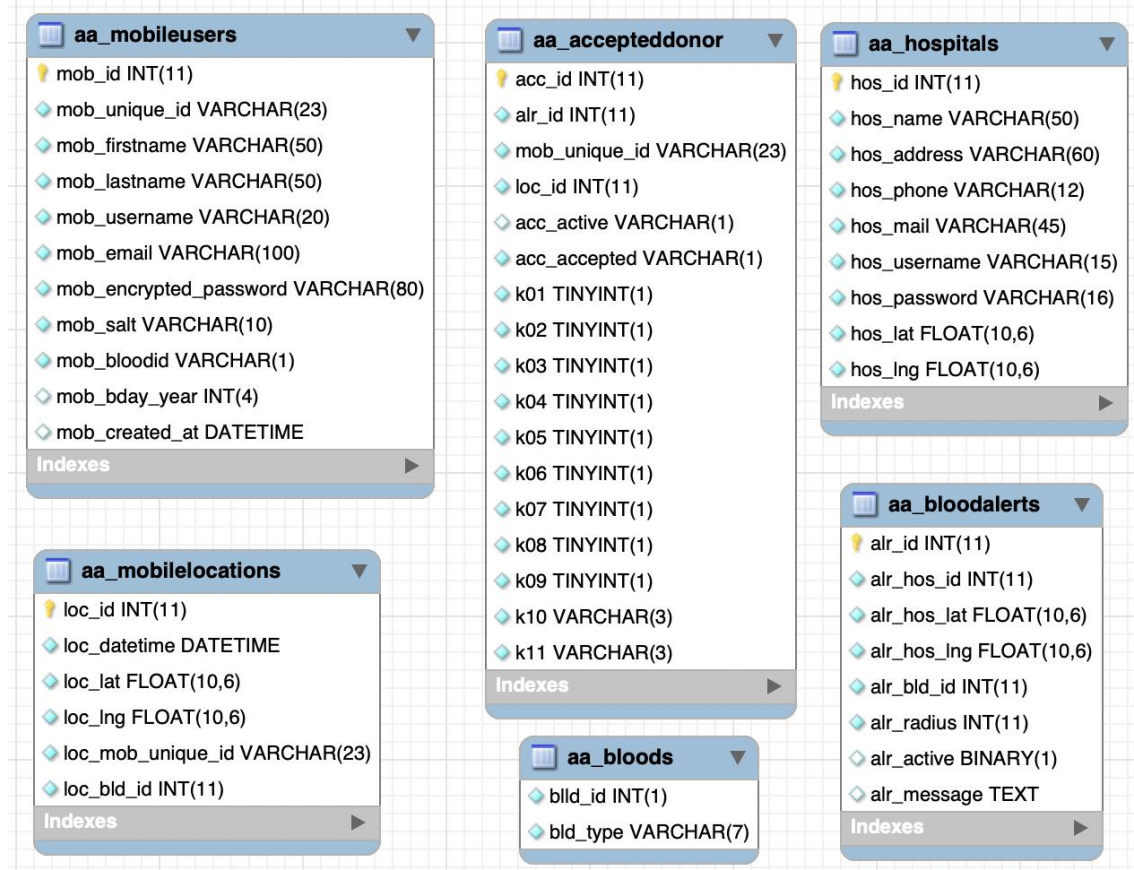 aa_mobileusers
mob_id INT(11)
mob_unique_id VARCHAR(23)
mob_firstname VARCHAR(50)
mob_lastname VARCHAR(50)
mob_username VARCHAR(20)
mob_email VARCHAR(100)
mob_encrypted_password VARCHAR(80)
mob_salt VARCHAR(10)
mob_bloodid VARCHAR(1)
mob_bday_year INT(4)
mob_created_at DATETIME
Indexes
aa_mobilelocations
loc_id INT(11)
loc_datetime DATETIME
loc_lat FLOAT(10,6)
loc_lng FLOAT(10,6)
loc_mob_unique_id VARCHAR(23)
loc_bld_id INT(11)
Indexes
aa_accepteddonor
acc_id INT(11)
alr_id INT(11)
mob_unique_id VARCHAR(23)
loc_id INT(11)
acc_active VARCHAR(1)
acc_accepted VARCHAR(1)
k01 TINYINT(1)
k02 TINYINT(1)
k03 TINYINT(1)
k04 TINYINT(1)
k05 TINYINT(1)
k06 TINYINT(1)
k07 TINYINT(1)
k08 TINYINT(1)
k09 TINYINT(1)
k10 VARCHAR(3)
k11 VARCHAR(3)
Indexes
aa_bloods
blld_id INT(1)
bld_type VARCHAR(7)
aa_hospitals
hos_id INT(11)
hos_name VARCHAR(50)
hos_address VARCHAR(60)
hos_phone VARCHAR(12)
hos_mail VARCHAR(45)
hos_username VARCHAR(15)
hos_password VARCHAR(16)
hos_lat FLOAT(10,6)
hos_lng FLOAT(10,6)
Indexes
aa_bloodalerts
alr_id INT(11)
alr_hos_id INT(11)
alr_hos_lat FLOAT(10,6)
alr_hos_lng FLOAT(10,6)
alr_bld_id INT(11)
alr_radius INT(11)
alr_active BINARY(1)
alr_message TEXT
Indexes